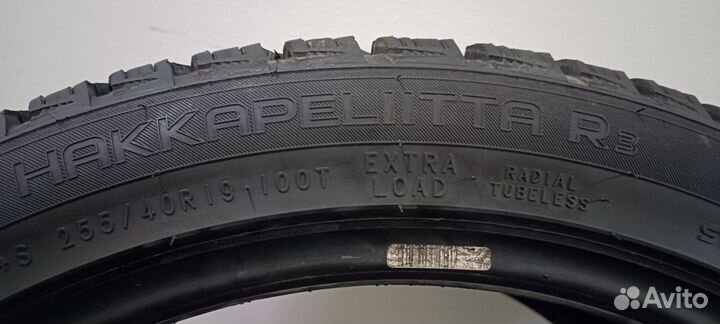 HAKKAPELIITTA R3
+S 255/40R19 100T EXTRA LOAD RADIAL TUBELESS S
Avito